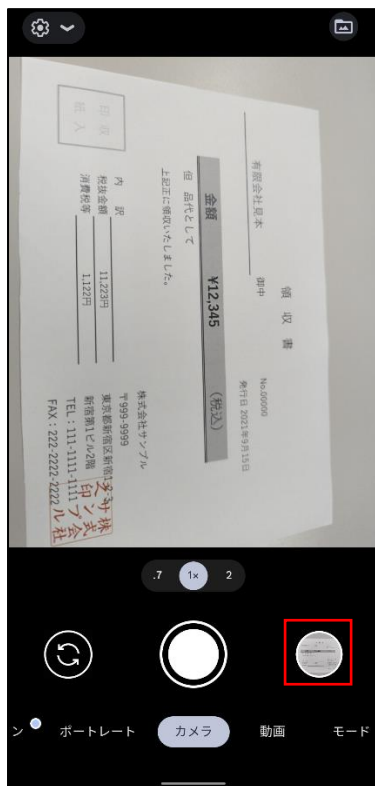 領 収 書
No.00000
発行日 2021年9月15日
有限会社見本 御中
金額 ¥12,345 (税込)
但 品代として
上記正に領収いたしました。
内 訳
税抜金額 11,223円
消費税等 1,122円
収入
印紙
株式会社サンプル
〒999-9999
東京都新宿区新宿
新宿第1ビル2階
TEL：111-1111-1111
FAX：222-2222-2222
株式会社
サンプル
.7 1× 2
ン ポートレート カメラ 動画 モード